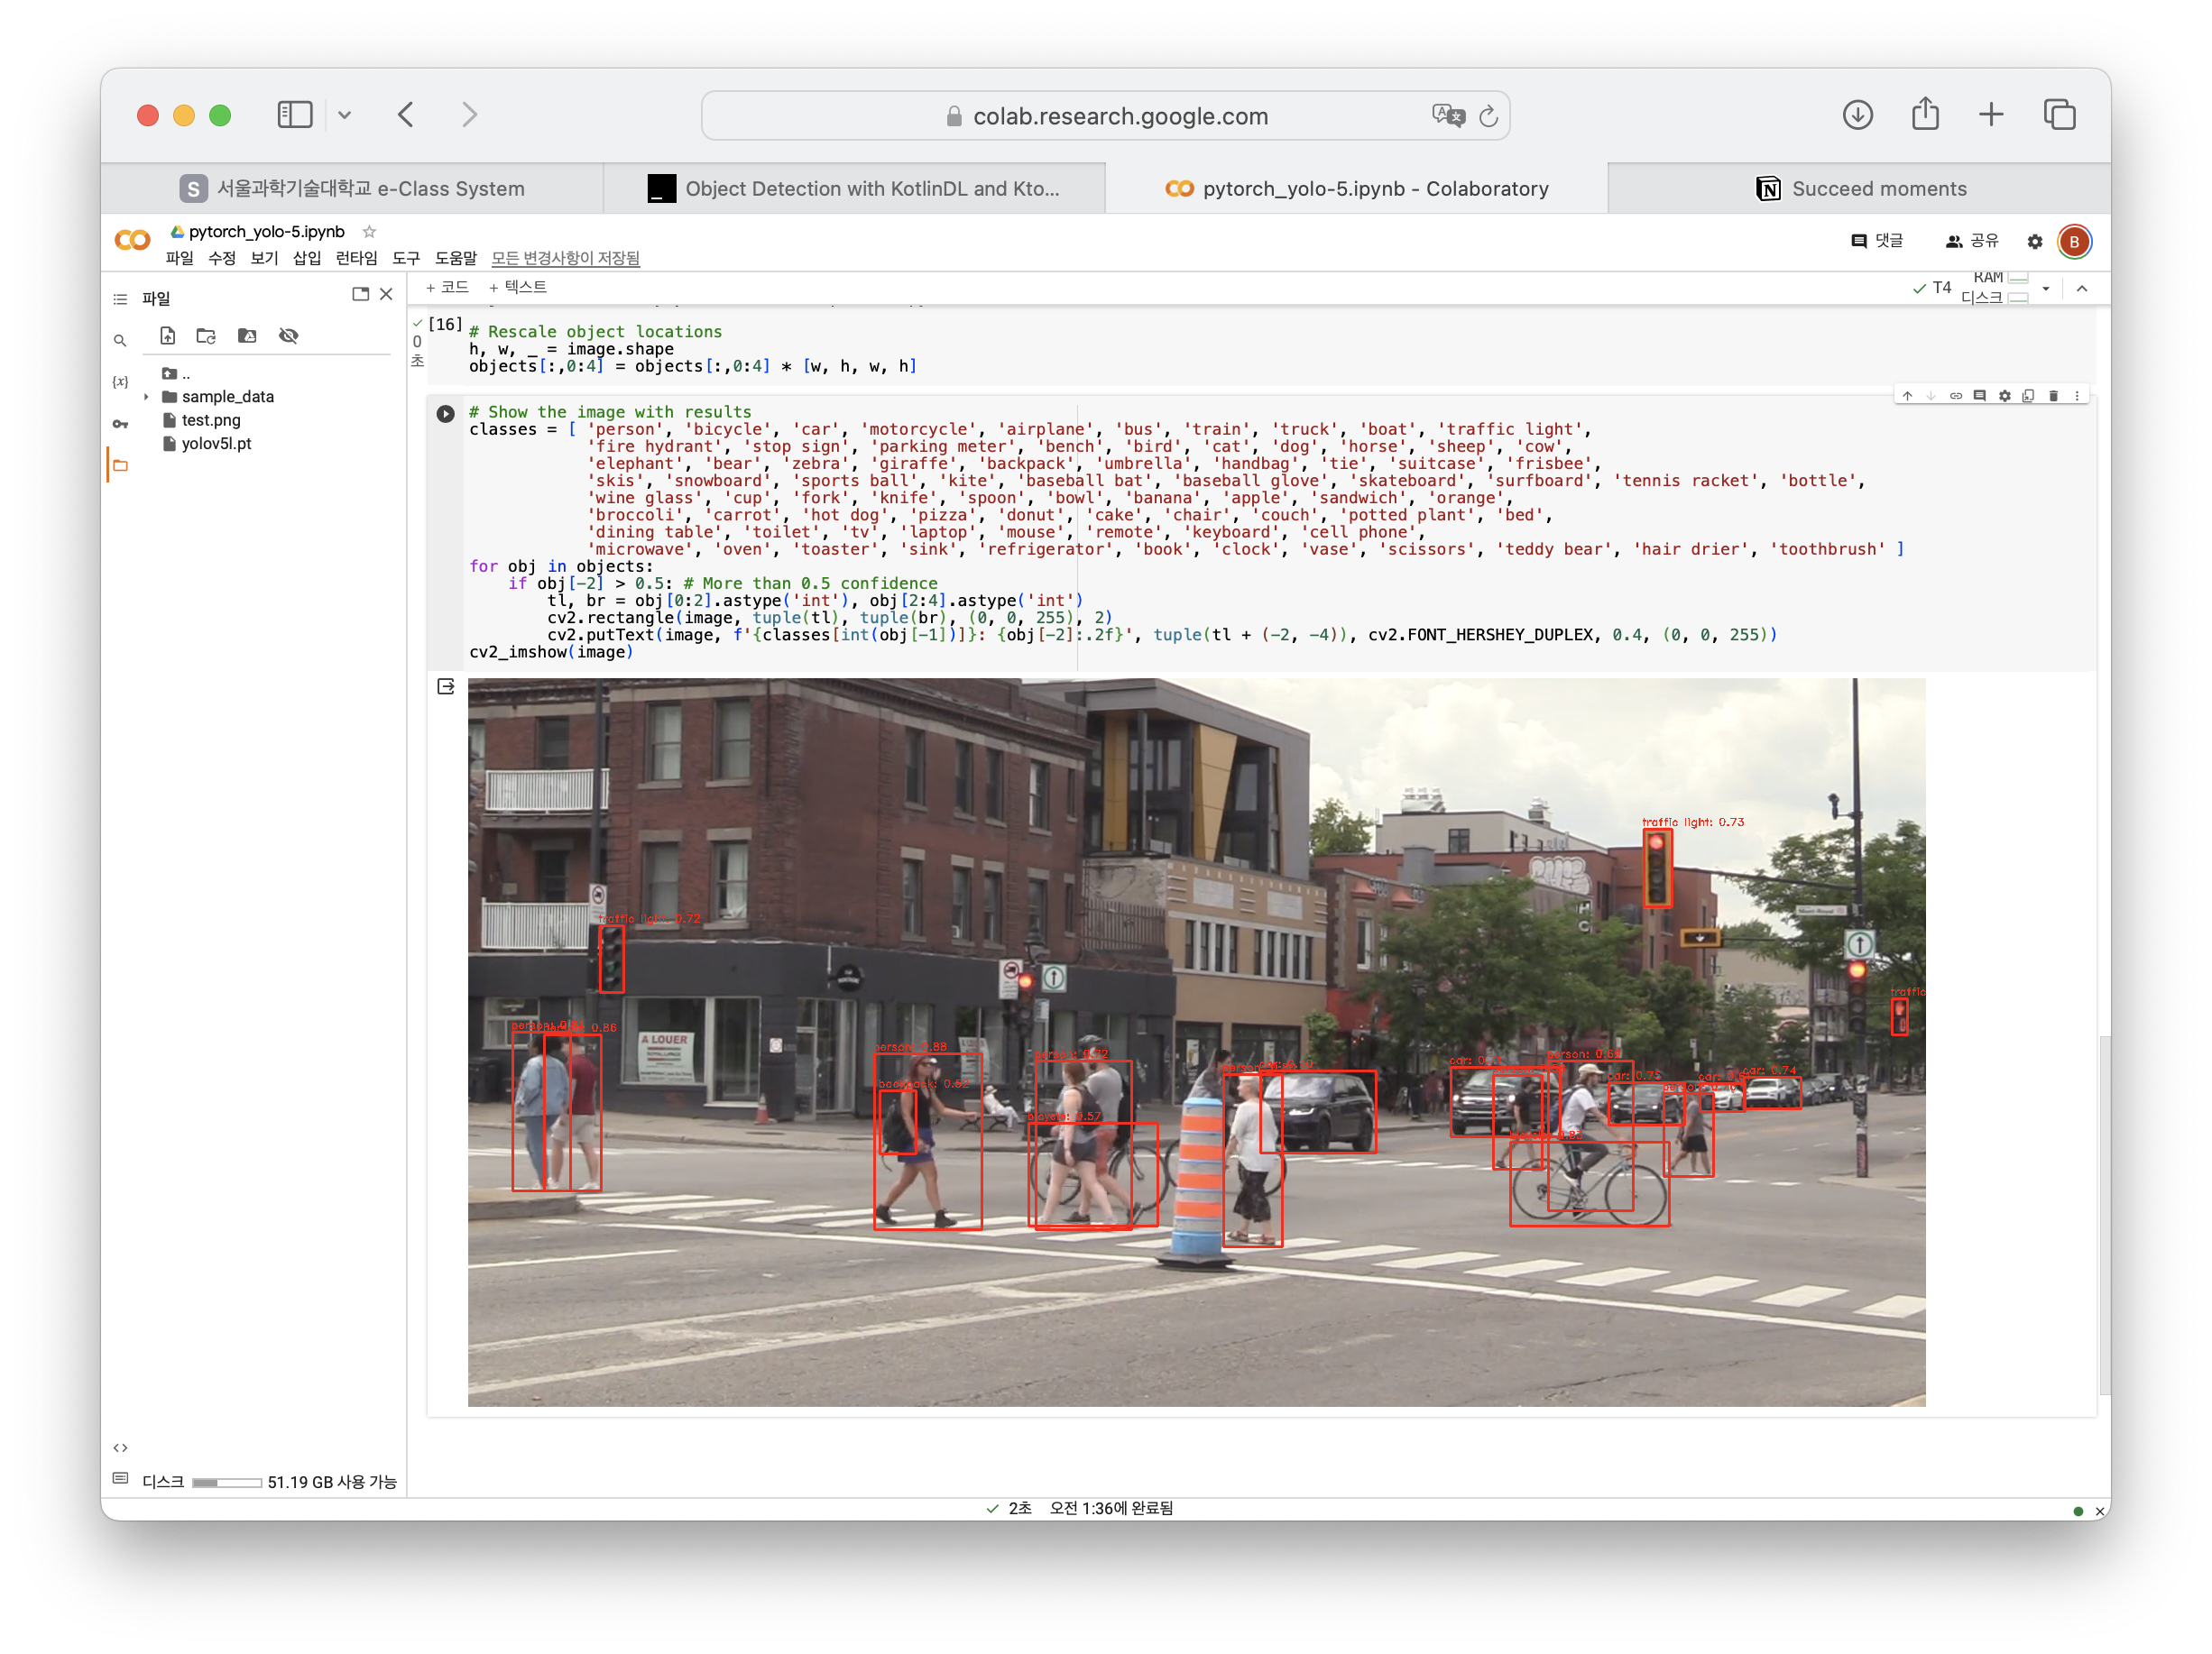 colab.research.google.com
S 서울과학기술대학교 e-Class System
Object Detection with KotlinDL and Kto...
pytorch_yolo-5.ipynb - Colaboratory
Succeed moments
pytorch_yolo-5.ipynb
댓글
공유
B
파일 수정 보기 삽입 런타임 도구 도움말 모든 변경사항이 저장됨
파일
+ 코드 + 텍스트
T4
RAM
디스크
..
sample_data
test.png
yolov5l.pt
[16]
0
초
# Rescale object locations
h, w, _ = image.shape
objects[:,0:4] = objects[:,0:4] * [w, h, w, h]
# Show the image with results
classes = [ 'person', 'bicycle', 'car', 'motorcycle', 'airplane', 'bus', 'train', 'truck', 'boat', 'traffic light',
'fire hydrant', 'stop sign', 'parking meter', 'bench', 'bird', 'cat', 'dog', 'horse', 'sheep', 'cow',
'elephant', 'bear', 'zebra', 'giraffe', 'backpack', 'umbrella', 'handbag', 'tie', 'suitcase', 'frisbee',
'skis', 'snowboard', 'sports ball', 'kite', 'baseball bat', 'baseball glove', 'skateboard', 'surfboard', 'tennis racket', 'bottle',
'wine glass', 'cup', 'fork', 'knife', 'spoon', 'bowl', 'banana', 'apple', 'sandwich', 'orange',
'broccoli', 'carrot', 'hot dog', 'pizza', 'donut', 'cake', 'chair', 'couch', 'potted plant', 'bed',
'dining table', 'toilet', 'tv', 'laptop', 'mouse', 'remote', 'keyboard', 'cell phone',
'microwave', 'oven', 'toaster', 'sink', 'refrigerator', 'book', 'clock', 'vase', 'scissors', 'teddy bear', 'hair drier', 'toothbrush' ]
for obj in objects:
if obj[-2] > 0.5: # More than 0.5 confidence
tl, br = obj[0:2].astype('int'), obj[2:4].astype('int')
cv2.rectangle(image, tuple(tl), tuple(br), (0, 0, 255), 2)
cv2.putText(image, f'{classes[int(obj[-1])]}: {obj[-2]:.2f}', tuple(tl + (-2, -4)), cv2.FONT_HERSHEY_DUPLEX, 0.4, (0, 0, 255))
cv2_imshow(image)
traffic light: 0.73
traffic light: 0.72
traffic
person:
0.86
A LOUER
person: 0.88
person: 0.72
car: 0.7
person:
car: 0.75
car: 0.74
bicycle: 0.57
디스크 51.19 GB 사용 가능
2초 오전 1:36에 완료됨